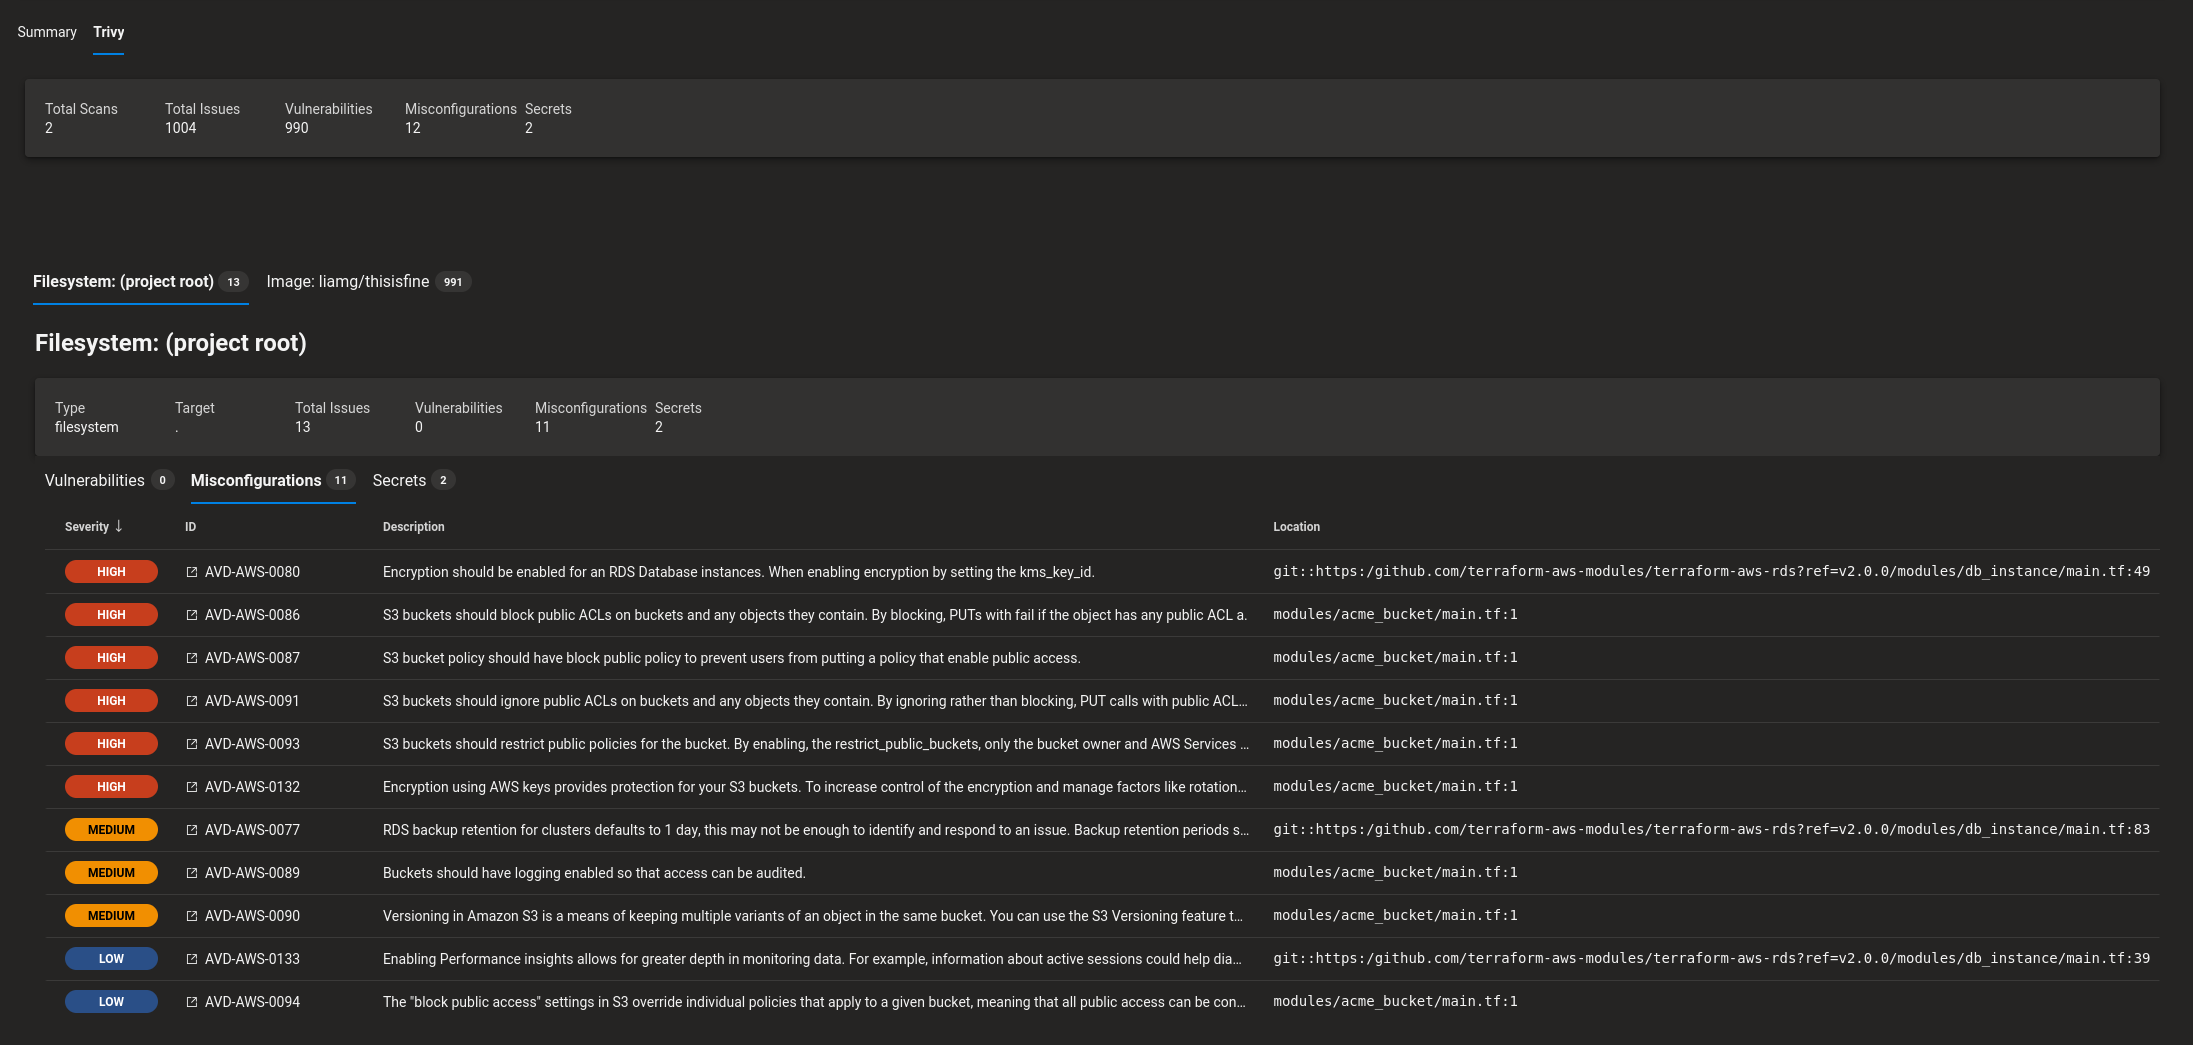 Summary Trivy
Total Scans Total Issues Vulnerabilities Misconfigurations Secrets
2 1004 990 12 2
Filesystem: (project root) 13 Image: liamg/thisisfine 991
Filesystem: (project root)
Type Target Total Issues Vulnerabilities Misconfigurations Secrets
filesystem . 13 0 11 2
Vulnerabilities 0 Misconfigurations 11 Secrets 2
Severity ↓ ID Description Location
HIGH AVD-AWS-0080 Encryption should be enabled for an RDS Database instances. When enabling encryption by setting the kms_key_id. git::https:/github.com/terraform-aws-modules/terraform-aws-rds?ref=v2.0.0/modules/db_instance/main.tf:49
HIGH AVD-AWS-0086 S3 buckets should block public ACLs on buckets and any objects they contain. By blocking, PUTs with fail if the object has any public ACL a. modules/acme_bucket/main.tf:1
HIGH AVD-AWS-0087 S3 bucket policy should have block public policy to prevent users from putting a policy that enable public access. modules/acme_bucket/main.tf:1
HIGH AVD-AWS-0091 S3 buckets should ignore public ACLs on buckets and any objects they contain. By ignoring rather than blocking, PUT calls with public ACL… modules/acme_bucket/main.tf:1
HIGH AVD-AWS-0093 S3 buckets should restrict public policies for the bucket. By enabling, the restrict_public_buckets, only the bucket owner and AWS Services … modules/acme_bucket/main.tf:1
HIGH AVD-AWS-0132 Encryption using AWS keys provides protection for your S3 buckets. To increase control of the encryption and manage factors like rotation… modules/acme_bucket/main.tf:1
MEDIUM AVD-AWS-0077 RDS backup retention for clusters defaults to 1 day, this may not be enough to identify and respond to an issue. Backup retention periods s… git::https:/github.com/terraform-aws-modules/terraform-aws-rds?ref=v2.0.0/modules/db_instance/main.tf:83
MEDIUM AVD-AWS-0089 Buckets should have logging enabled so that access can be audited. modules/acme_bucket/main.tf:1
MEDIUM AVD-AWS-0090 Versioning in Amazon S3 is a means of keeping multiple variants of an object in the same bucket. You can use the S3 Versioning feature t… modules/acme_bucket/main.tf:1
LOW AVD-AWS-0133 Enabling Performance insights allows for greater depth in monitoring data. For example, information about active sessions could help dia… git::https:/github.com/terraform-aws-modules/terraform-aws-rds?ref=v2.0.0/modules/db_instance/main.tf:39
LOW AVD-AWS-0094 The "block public access" settings in S3 override individual policies that apply to a given bucket, meaning that all public access can be con… modules/acme_bucket/main.tf:1